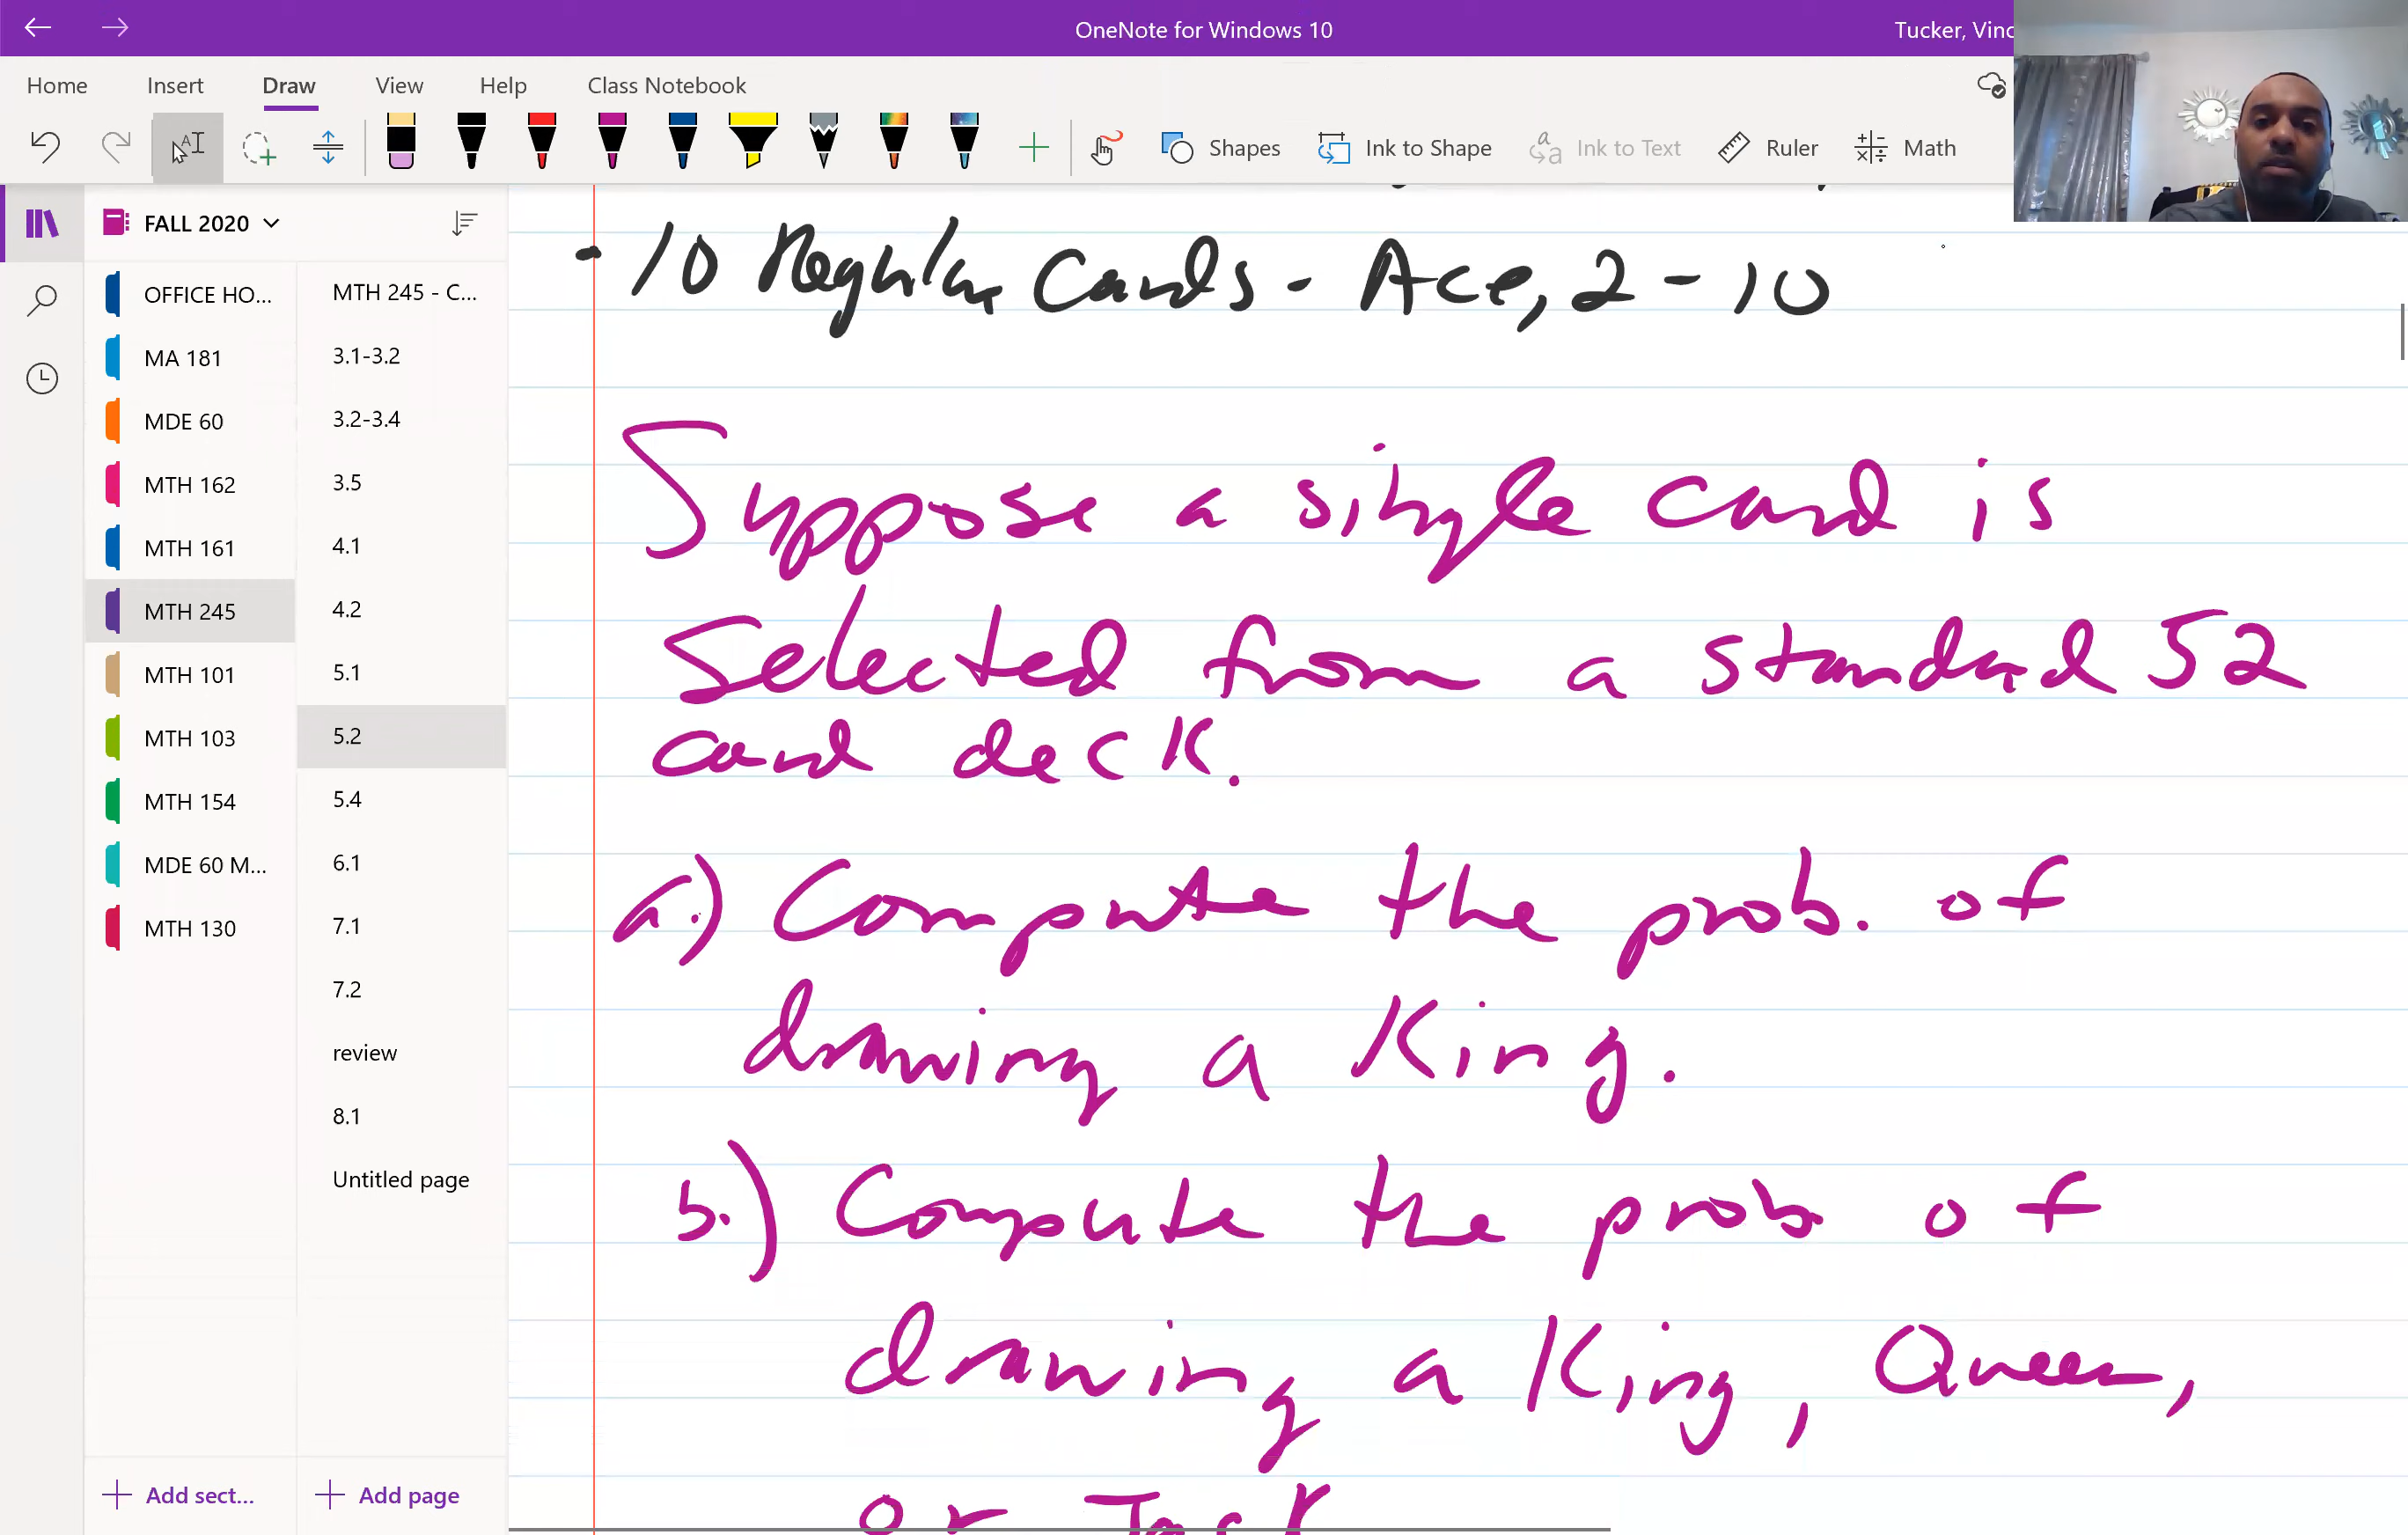 OneNote for Windows 10
Tucker, Vinc
Home Insert Draw View Help Class Notebook
Shapes Ink to Shape Ink to Text Ruler Math
FALL 2020
OFFICE HO...
MA 181
MDE 60
MTH 162
MTH 161
MTH 245
MTH 101
MTH 103
MTH 154
MDE 60 M...
MTH 130
Add sect...
MTH 245 - C...
3.1-3.2
3.2-3.4
3.5
4.1
4.2
5.1
5.2
5.4
6.1
7.1
7.2
review
8.1
Untitled page
Add page
- 10 Regular Cards - Ace, 2 - 10
Suppose a single card is
Selected from a standard 52
card deck.
a.) Compute the prob. of
drawing a King.
b.) Compute the prob. of
drawing a King, Queen,
or Jack